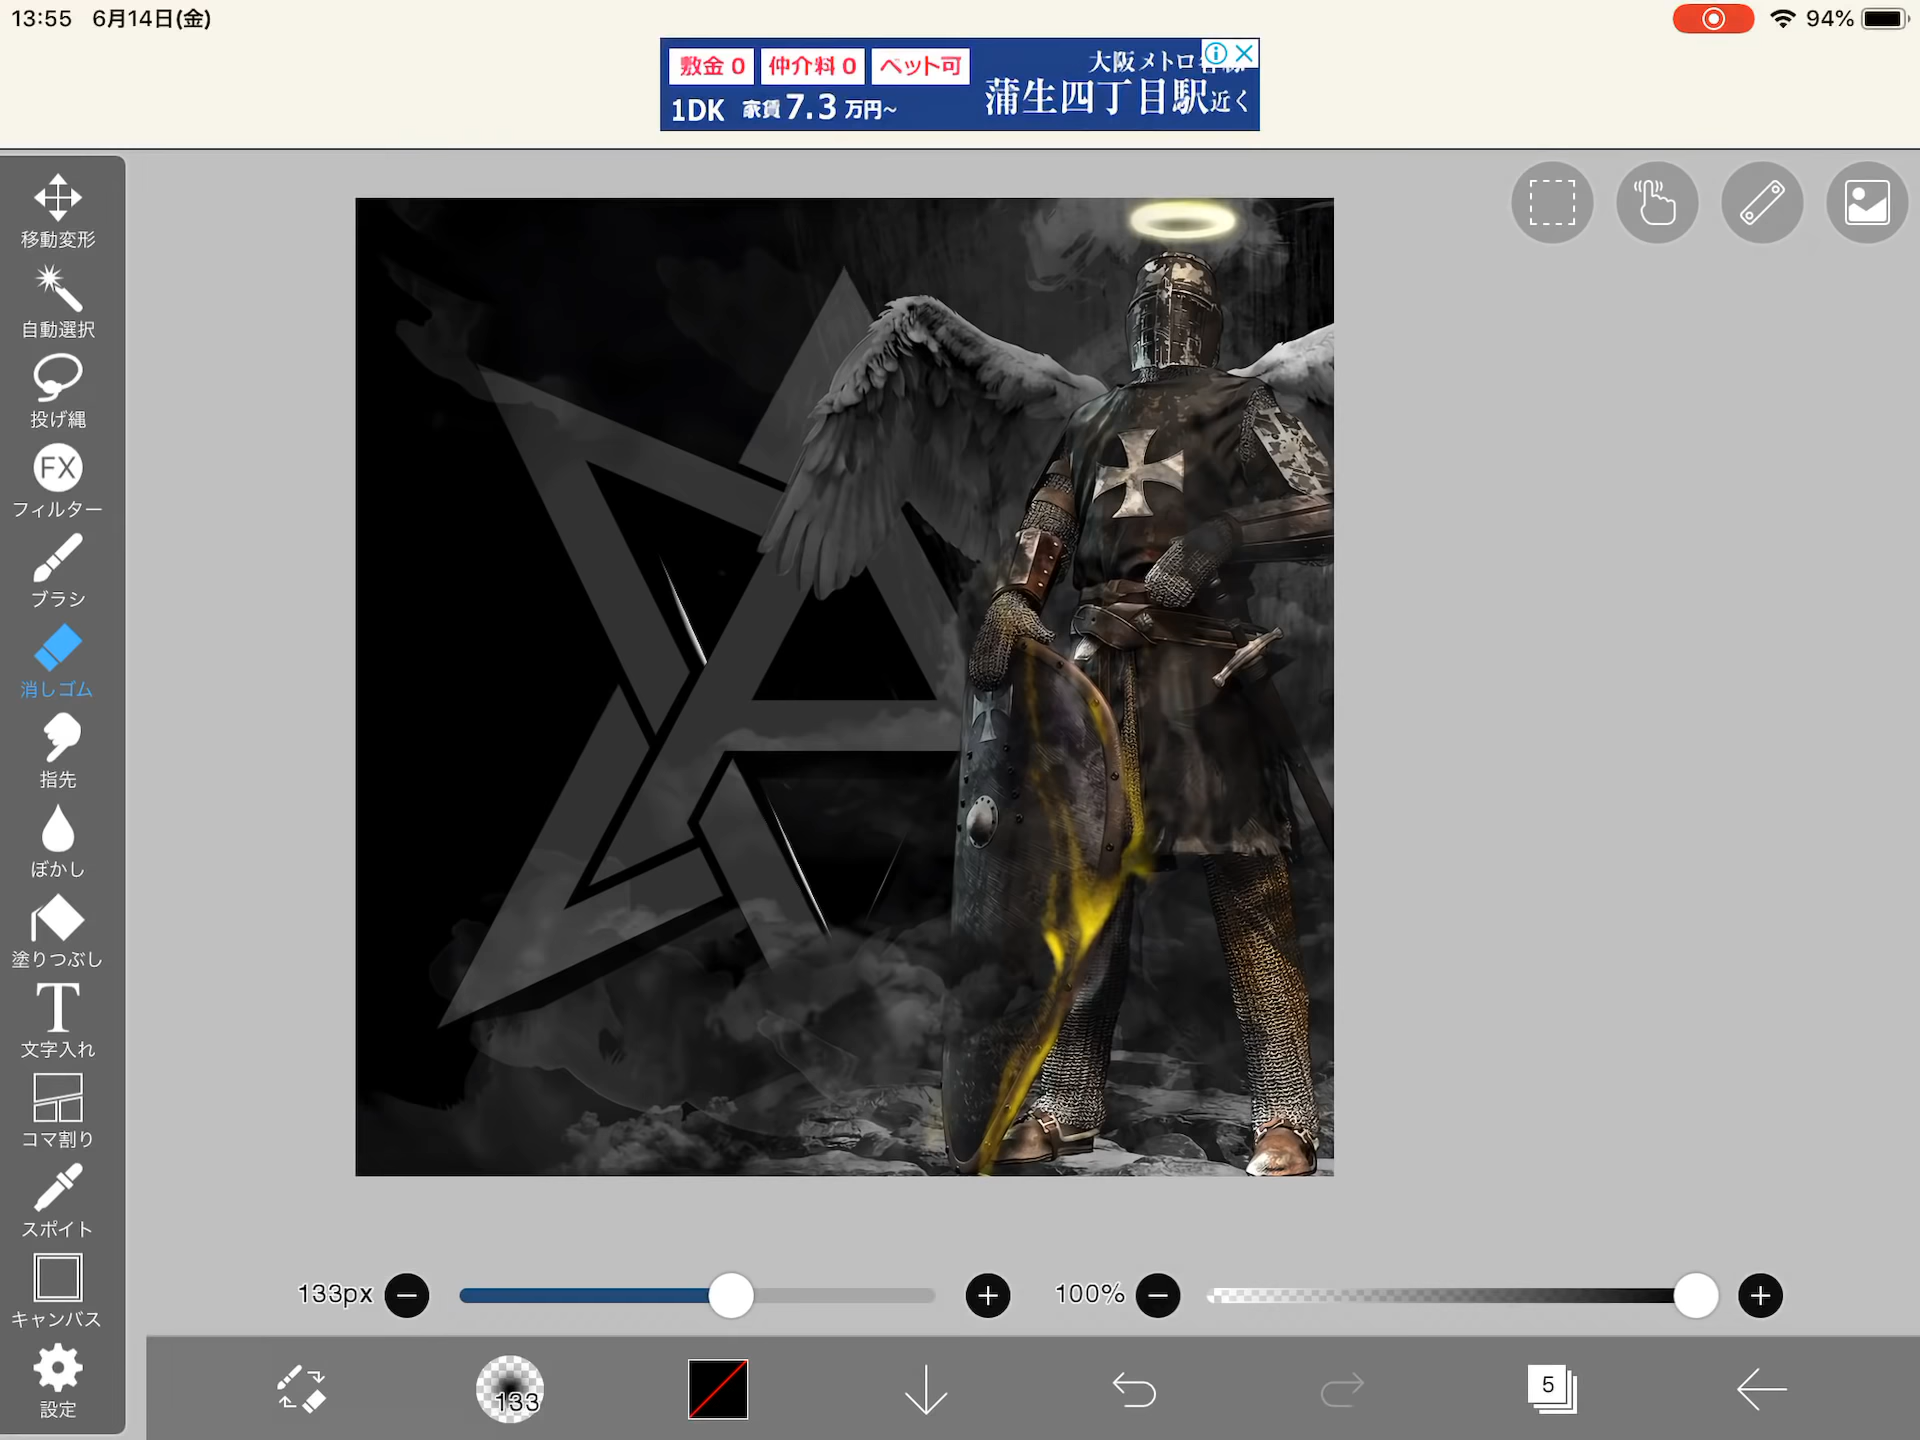 13:55 6月14日(金)
94%
敷金 0 仲介料 0 ペット可
1DK 家賃 7.3 万円~
大阪メトロ
蒲生四丁目駅近く
移動変形
自動選択
投げ縄
FX
フィルター
ブラシ
消しゴム
指先
ぼかし
塗りつぶし
T
文字入れ
コマ割り
スポイト
キャンバス
設定
133px
100%
133
5